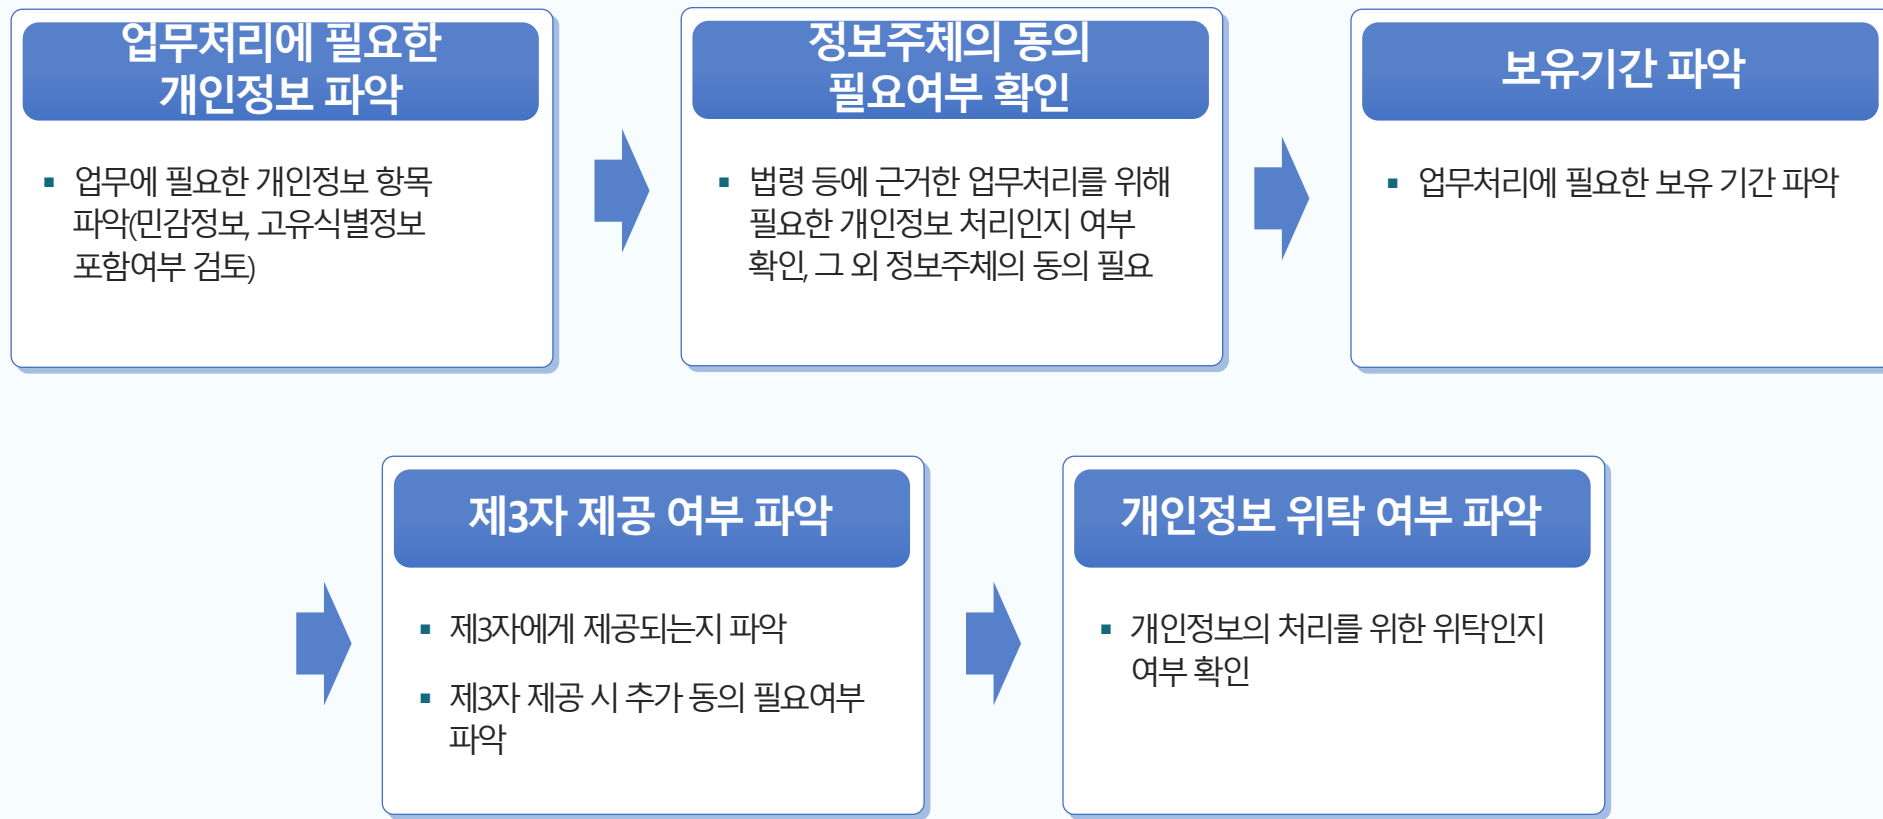 업무처리에 필요한
개인정보 파악
▪ 업무에 필요한 개인정보 항목
파악(민감정보, 고유식별정보
포함여부 검토)
정보주체의 동의
필요여부 확인
▪ 법령 등에 근거한 업무처리를 위해
필요한 개인정보 처리인지 여부
확인, 그 외 정보주체의 동의 필요
보유기간 파악
▪ 업무처리에 필요한 보유 기간 파악
제3자 제공 여부 파악
▪ 제3자에게 제공되는지 파악
▪ 제3자 제공 시 추가 동의 필요여부
파악
개인정보 위탁 여부 파악
▪ 개인정보의 처리를 위한 위탁인지
여부 확인